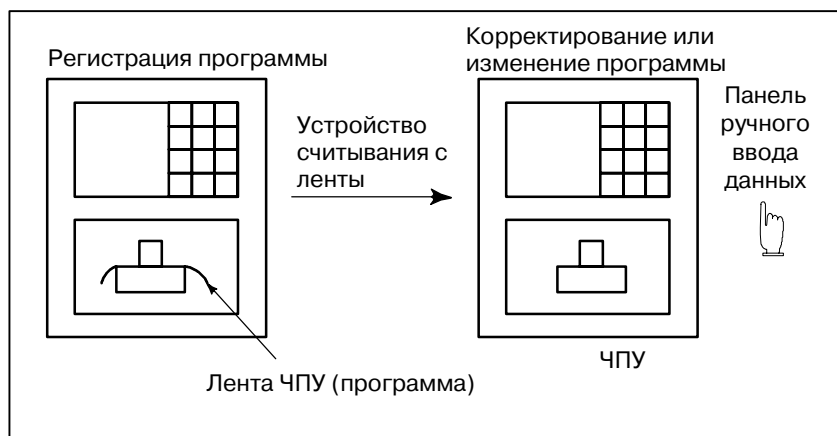 Регистрация программы
Корректирование или
изменение программы
Устройство
считывания с
ленты
Панель
ручного
ввода
данных
ЧПУ
Лента ЧПУ (программа)